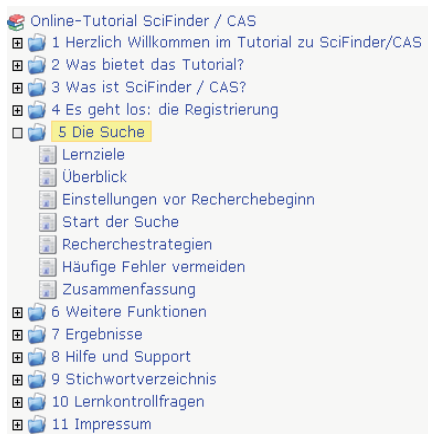 Online-Tutorial SciFinder / CAS
1 Herzlich Willkommen im Tutorial zu SciFinder/CAS
2 Was bietet das Tutorial?
3 Was ist SciFinder / CAS?
4 Es geht los: die Registrierung
5 Die Suche
Lernziele
Überblick
Einstellungen vor Recherchebeginn
Start der Suche
Recherchestrategien
Häufige Fehler vermeiden
Zusammenfassung
6 Weitere Funktionen
7 Ergebnisse
8 Hilfe und Support
9 Stichwortverzeichnis
10 Lernkontrollfragen
11 Impressum